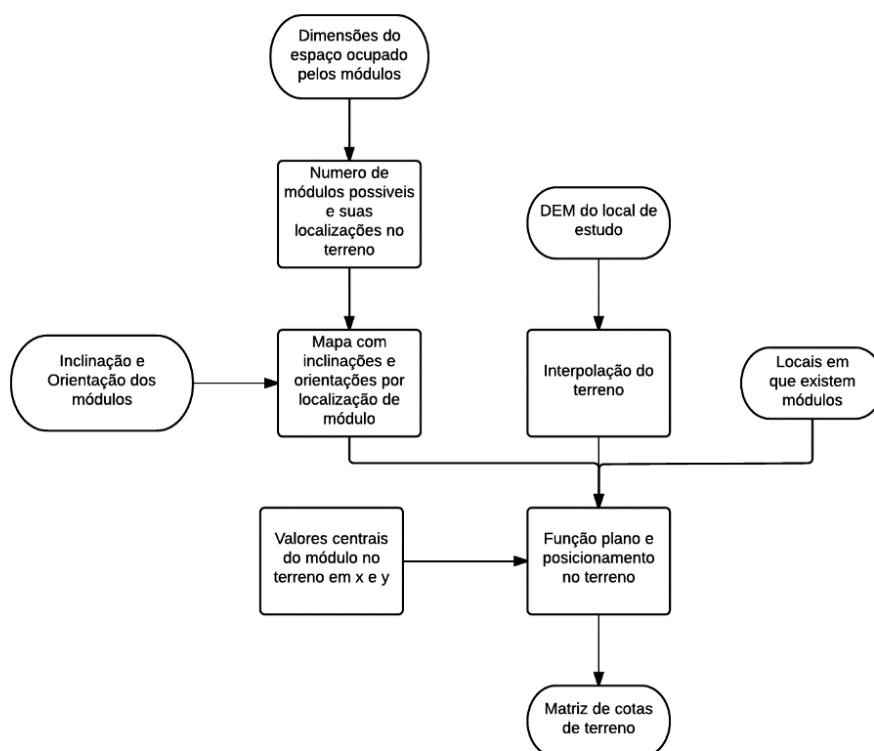 Dimensões do
espaço ocupado
pelos módulos
Numero de
módulos possiveis
e suas
localizações no
terreno
DEM do local de
estudo
Inclinação e
Orientação dos
módulos
Mapa com
inclinações e
orientações por
localização de
módulo
Interpolação do
terreno
Locais em
que existem
módulos
Valores centrais
do módulo no
terreno em x e y
Função plano e
posicionamento
no terreno
Matriz de cotas
de terreno